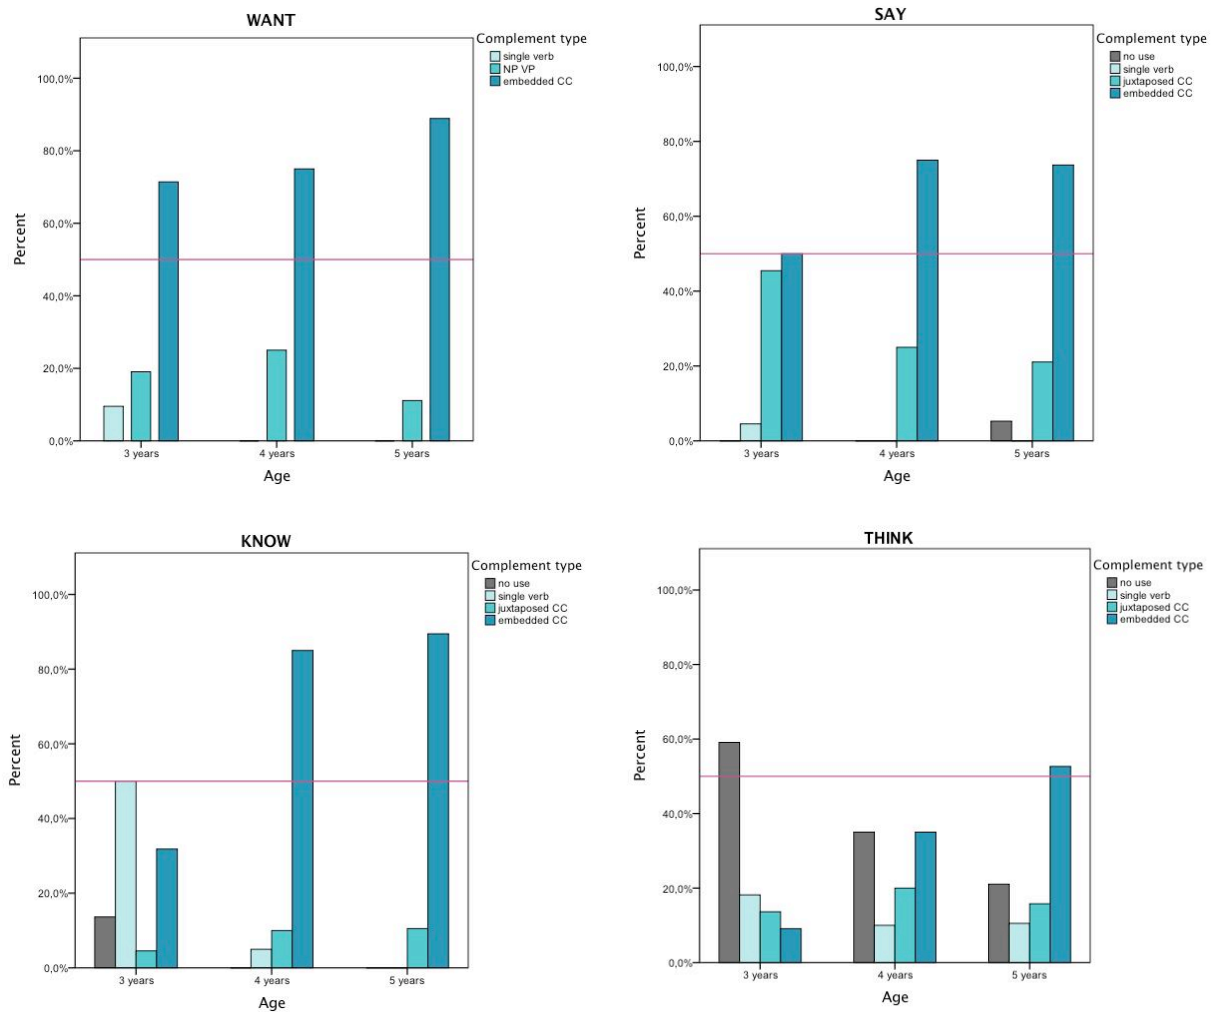 WANT
Complement type
single verb
NP VP
embedded CC
100,0%
80,0%
60,0%
40,0%
20,0%
0,0%
Percent
3 years
4 years
5 years
Age
SAY
Complement type
no use
single verb
juxtaposed CC
embedded CC
100,0%
80,0%
60,0%
40,0%
20,0%
0,0%
Percent
3 years
4 years
5 years
Age
KNOW
Complement type
no use
single verb
juxtaposed CC
embedded CC
100,0%
80,0%
60,0%
40,0%
20,0%
0,0%
Percent
3 years
4 years
5 years
Age
THINK
Complement type
no use
single verb
juxtaposed CC
embedded CC
100,0%
80,0%
60,0%
40,0%
20,0%
0,0%
Percent
3 years
4 years
5 years
Age